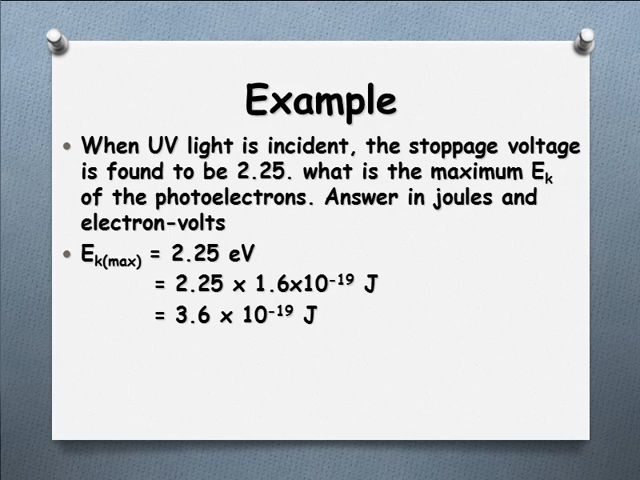 Example
• When UV light is incident, the stoppage voltage
is found to be 2.25. what is the maximum Eₖ
of the photoelectrons. Answer in joules and
electron-volts
• Eₖ₍ₘₐₓ₎ = 2.25 eV
= 2.25 x 1.6x10⁻¹⁹ J
= 3.6 x 10⁻¹⁹ J